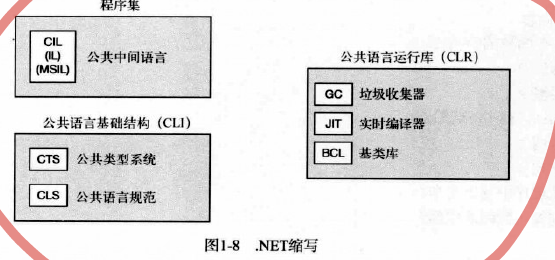 程序集
CIL
(IL)
(MSIL)
公共中间语言
公共语言基础结构（CLI）
CTS 公共类型系统
CLS 公共语言规范
公共语言运行库（CLR）
GC 垃圾收集器
JIT 实时编译器
BCL 基类库
图1-8 .NET缩写